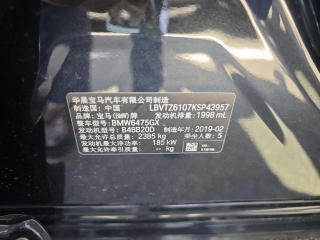 华晨宝马汽车有限公司制造
制造国：中国 LBVTZ6107KSP43957
品牌：宝马(BMW)牌 发动机排量：1998 mL
整车型号：BMW6475GX
发动机型号：B48B20D 制造年月：2019-02
最大允许总质量：2385 kg 乘坐人数：5
发动机最大净功率：185 kW
-- kg